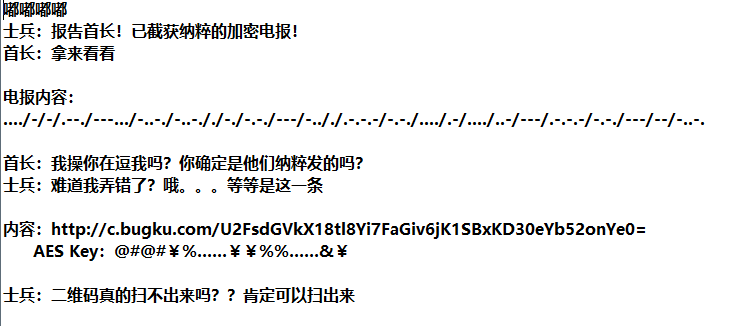 嘟嘟嘟嘟
士兵：报告首长！已截获纳粹的加密电报！
首长：拿来看看
电报内容：
..../-/-/.--./---.../-..-./-..-././-./-.-./---/-.././.-.-.-/-.-./..../.-/..../..-/---/.-.-.-/-.-./---/--/-..-.
首长：我操你在逗我吗？你确定是他们纳粹发的吗？
士兵：难道我弄错了？哦。。。等等是这一条
内容：http://c.bugku.com/U2FsdGVkX18tl8Yi7FaGiv6jK1SBxKD30eYb52onYe0=
AES Key：@#@#￥%……￥￥%%……&￥
士兵：二维码真的扫不出来吗？？肯定可以扫出来